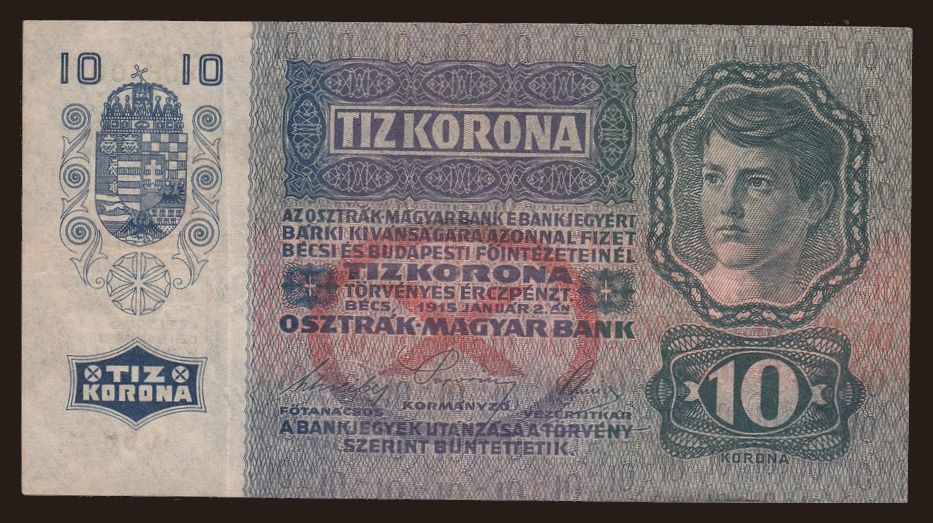 10 10
TIZ
KORONA
TIZ KORONA
AZ OSZTRÁK-MAGYAR BANK E BANKJEGYÉRT
BÁRKI KIVÁNSÁGÁRA AZONNAL FIZET
BÉCSI ÉS BUDAPESTI FŐINTÉZETEINÉL
TIZ KORONA
TÖRVÉNYES ÉRCZPÉNZT.
BÉCS, 1915 JANUÁR 2.ÁN
OSZTRÁK-MAGYAR BANK
FŐTANÁCSOS KORMÁNYZÓ VEZÉRTITKÁR
A BANKJEGYEK UTÁNZÁSA A TÖRVÉNY
SZERINT BÜNTETTETIK.
10
KORONA